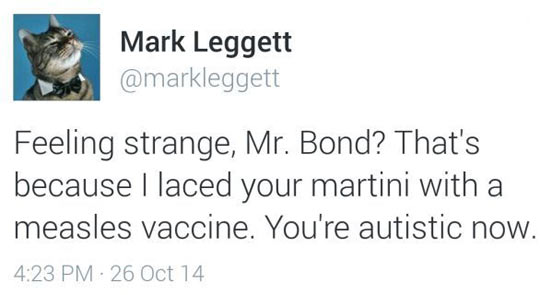 Mark Leggett
@markleggett
Feeling strange, Mr. Bond? That's
because I laced your martini with a
measles vaccine. You're autistic now.
4:23 PM · 26 Oct 14